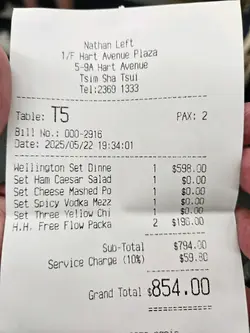 Nathan Left
1/F Hart Avenue Plaza
5-9A Hart Avenue
Tsim Sha Tsui
Tel:2369 1333
Table: T5 PAX: 2
Bill No.: 000-2916
Date: 2025/05/22 19:34:01
Wellington Set Dinne 1 $598.00
Set Ham Caesar Salad 1 $0.00
Set Cheese Mashed Po 1 $0.00
Set Spicy Vodka Mezz 1 $0.00
Set Three Yellow Chi 1 $0.00
H.H. Free Flow Packa 2 $196.00
Sub-Total $794.00
Service Charge (10%) $59.80
Grand Total $854.00